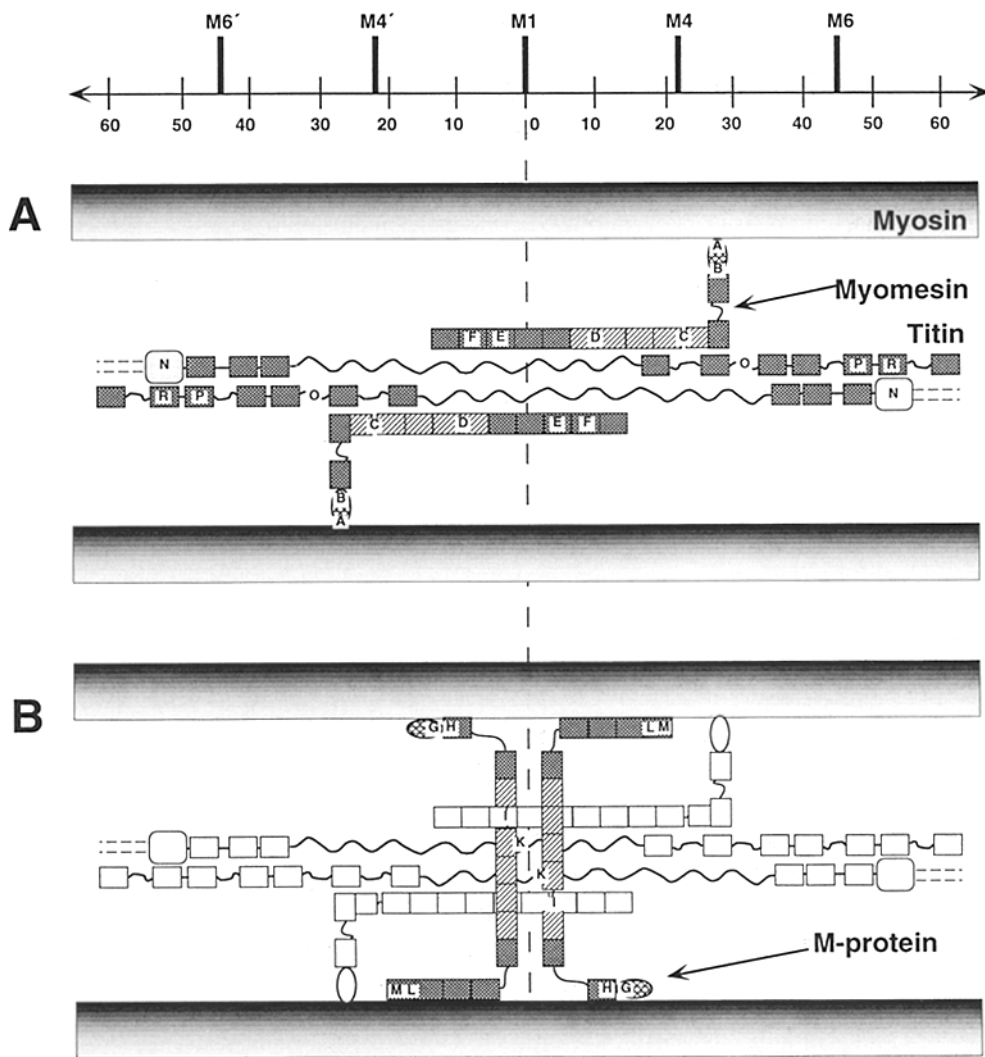 M6´ M4´ M1 M4 M6
60 50 40 30 20 10 0 10 20 30 40 50 60
A
Myosin
A
B
Myomesin
F E D C
Titin
N O P R
R P O N
C D E F
B
A
B
G H L M
K
K
I
M-protein
M L H G